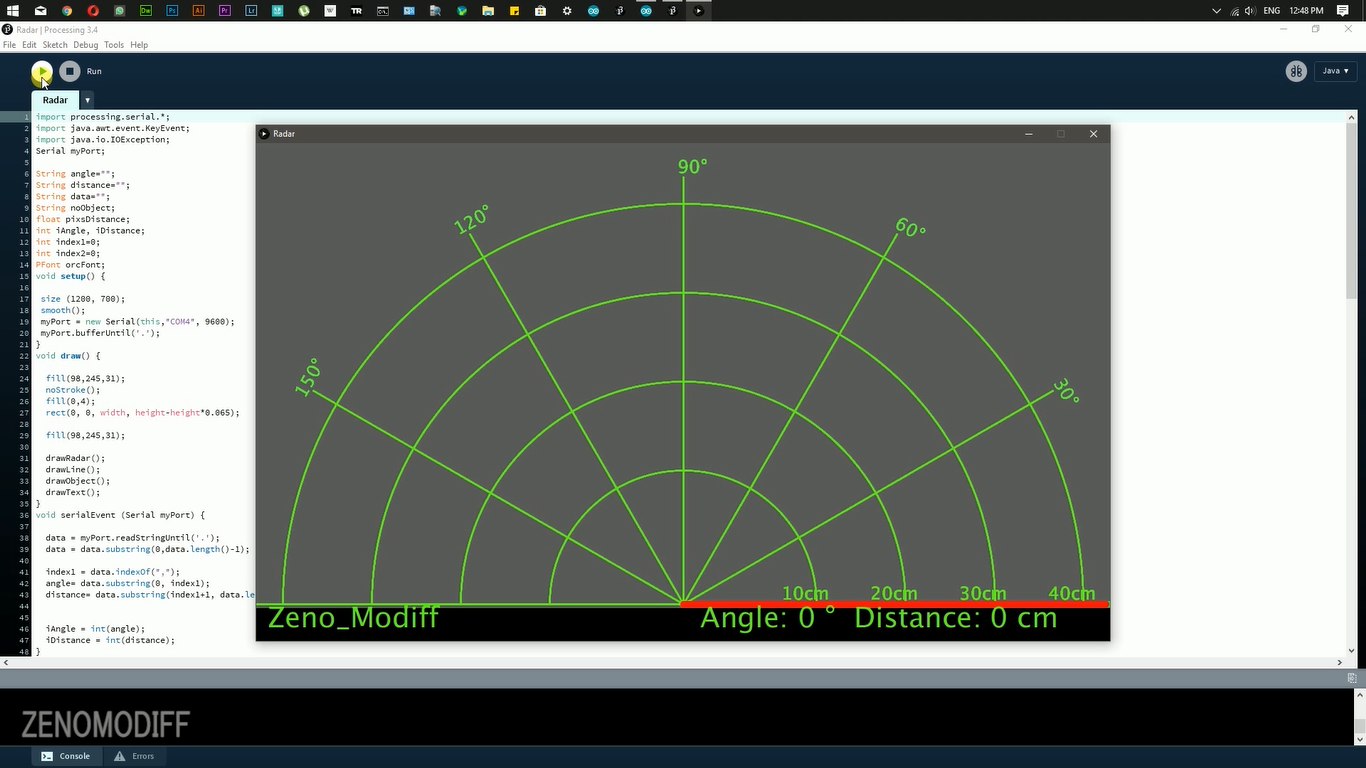 ENG 12:48 PM
Radar | Processing 3.4
File Edit Sketch Debug Tools Help
Run
Java
Radar
1 import processing.serial.*;
2 import java.awt.event.KeyEvent;
3 import java.io.IOException;
4 Serial myPort;
5
6 String angle="";
7 String distance="";
8 String data="";
9 String noObject;
10 float pixsDistance;
11 int iAngle, iDistance;
12 int index1=0;
13 int index2=0;
14 PFont orcFont;
15 void setup() {
16
17 size (1200, 700);
18 smooth();
19 myPort = new Serial(this,"COM4", 9600);
20 myPort.bufferUntil('.');
21 }
22 void draw() {
23
24 fill(98,245,31);
25 noStroke();
26 fill(0,4);
27 rect(0, 0, width, height-height*0.065);
28
29 fill(98,245,31);
30
31 drawRadar();
32 drawLine();
33 drawObject();
34 drawText();
35 }
36 void serialEvent (Serial myPort) {
37
38 data = myPort.readStringUntil('.');
39 data = data.substring(0,data.length()-1);
40
41 index1 = data.indexOf(",");
42 angle= data.substring(0, index1);
43 distance= data.substring(index1+1, data.le
44
45
46 iAngle = int(angle);
47 iDistance = int(distance);
48 }
Radar
90°
120°
60°
150°
30°
10cm 20cm 30cm 40cm
Zeno_Modiff Angle: 0 ° Distance: 0 cm
ZENOMODIFF
Console Errors